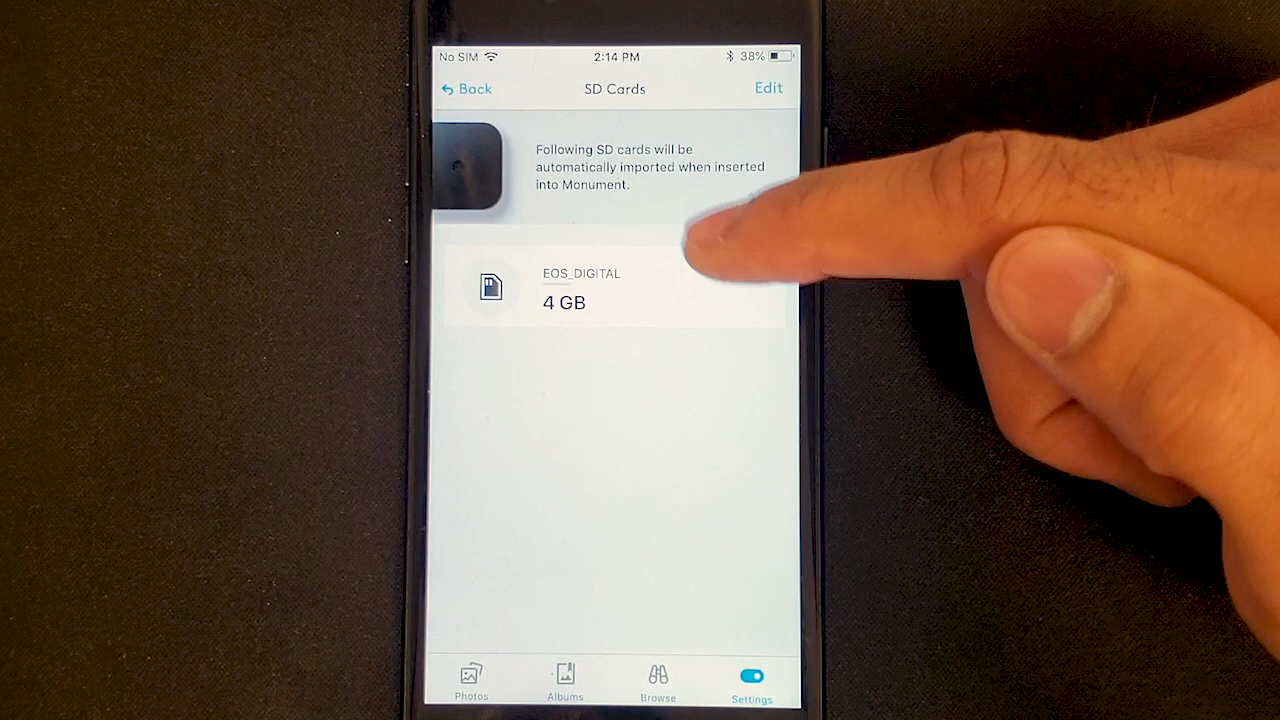 No SIM 2:14 PM 38%
Back SD Cards Edit
Following SD cards will be
automatically imported when inserted
into Monument.
EOS_DIGITAL
4 GB
Photos Albums Browse Settings